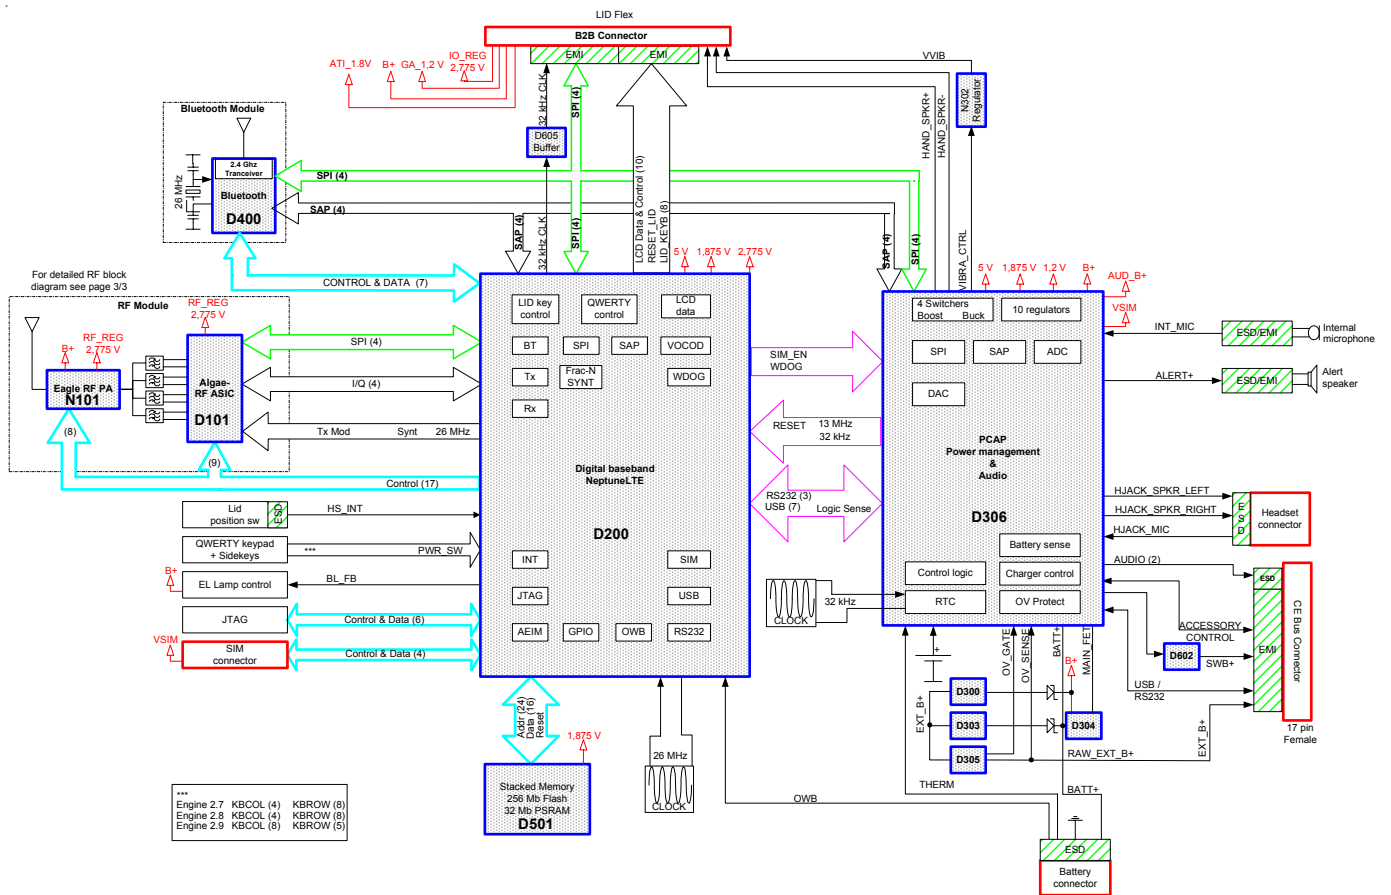 LID Flex
B2B Connector
EMI
EMI
ATI_1.8V
B+
GA_1,2 V
IO_REG
2,775 V
VVIB
N302
Regulator
32 kHz CLK
SPI (4)
SPI (4)
D605
Buffer
HAND_SPKR+
HAND_SPKR-
Bluetooth Module
2.4 Ghz
Tranceiver
Bluetooth
D400
26 MHz
SPI (4)
SAP (4)
SAP (4)
32 kHz CLK
SPI (4)
LCD Data & Control (10)
RESET_LID
LID_KEYB (8)
SAP (4)
SPI (4)
VIBRA_CTRL
5 V
1,875 V
2,775 V
5 V
1,875 V
1,2 V
B+
AUD_B+
VSIM
CONTROL & DATA (7)
For detailed RF block
diagram see page 3/3
RF Module
RF_REG
2,775 V
B+
RF_REG
2,775 V
Eagle RF PA
N101
Algae-
RF ASIC
D101
SPI (4)
I/Q (4)
Tx Mod
Synt
26 MHz
(8)
(9)
Control (17)
LID key
control
QWERTY
control
LCD
data
BT
SPI
SAP
VOCOD
Tx
Frac-N
SYNT
WDOG
Rx
Digital baseband
NeptuneLTE
D200
INT
SIM
JTAG
USB
AEIM
GPIO
OWB
RS232
SIM_EN
WDOG
RESET
13 MHz
32 kHz
RS232 (3)
USB (7)
Logic Sense
4 Switchers
Boost
Buck
10 regulators
SPI
SAP
ADC
DAC
PCAP
Power management
&
Audio
D306
Battery sense
Control logic
Charger control
RTC
OV Protect
INT_MIC
ESD/EMI
Internal
microphone
ALERT+
ESD/EMI
Alert
speaker
HJACK_SPKR_LEFT
HJACK_SPKR_RIGHT
HJACK_MIC
E
S
D
Headset
connector
AUDIO (2)
ESD
EMI
CE Bus Connector
17 pin
Female
ACCESSORY
CONTROL
D602
SWB+
USB /
RS232
EXT_B+
Lid
position sw
ESD
HS_INT
QWERTY keypad
+ Sidekeys
***
PWR_SW
B+
EL Lamp control
BL_FB
JTAG
Control & Data (6)
VSIM
SIM
connector
Control & Data (4)
CLOCK
32 kHz
+
OV_GATE
OV_SENSE
BATT+
MAIN_FET
B+
EXT_B+
D300
D303
D305
D304
RAW_EXT_B+
THERM
BATT+
OWB
ESD
Battery
connector
Addr (24)
Data (16)
Reset
1,875 V
Stacked Memory
256 Mb Flash
32 Mb PSRAM
D501
26 MHz
CLOCK
***
Engine 2.7 KBCOL (4) KBROW (8)
Engine 2.8 KBCOL (4) KBROW (8)
Engine 2.9 KBCOL (8) KBROW (5)